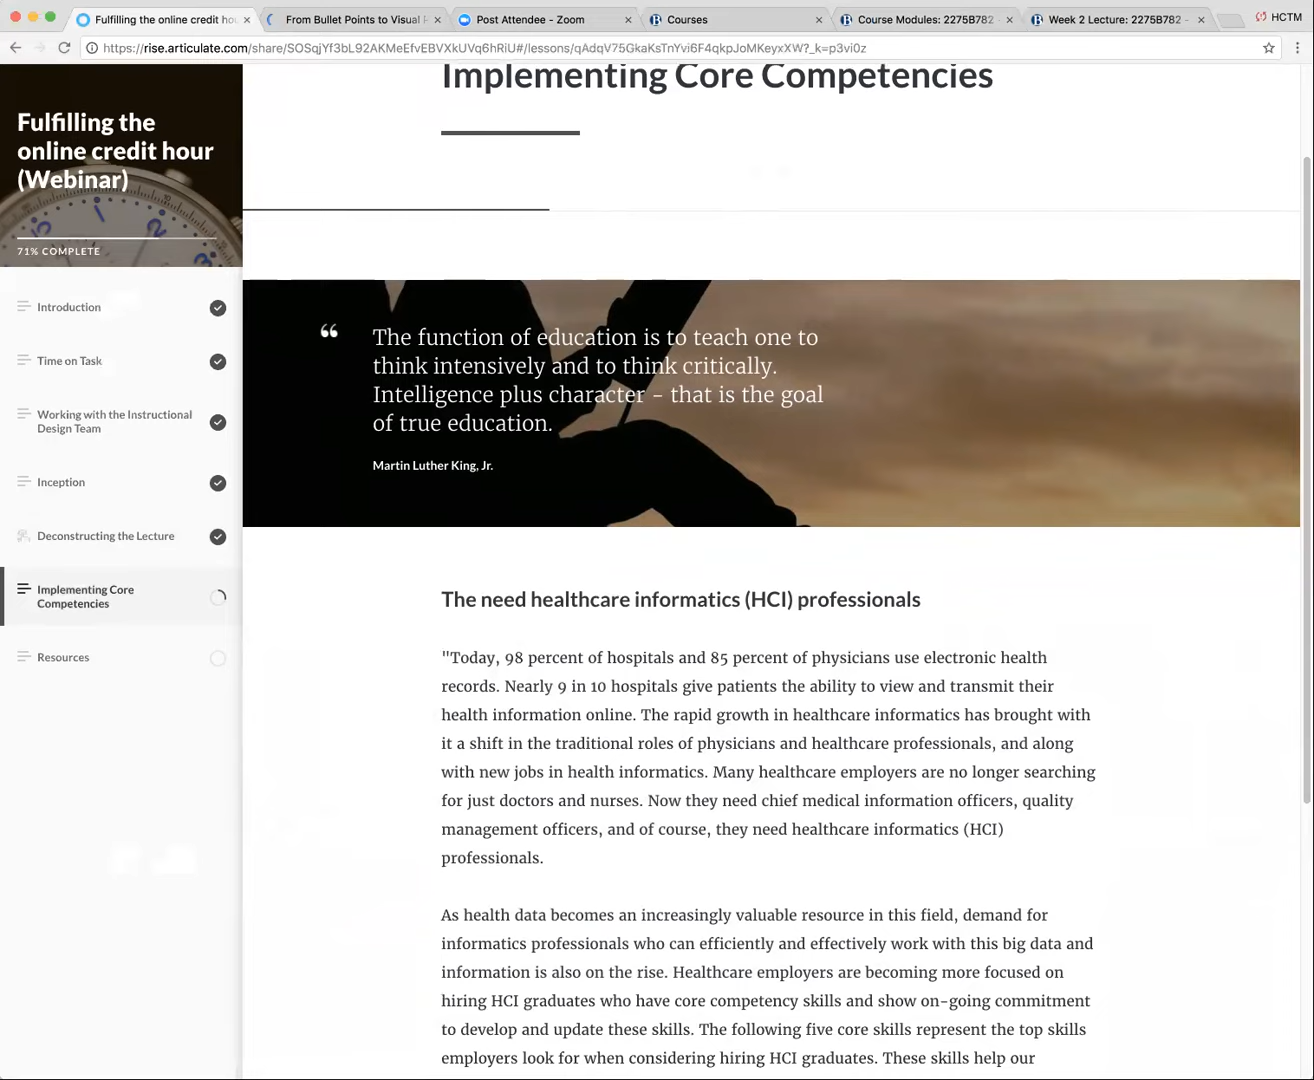 Fulfilling the online credit hou
From Bullet Points to Visual
Post Attendee - Zoom
Courses
Course Modules: 2275B782
Week 2 Lecture: 2275B782 -
HCTM
https://rise.articulate.com/share/SOSqjYf3bL92AKMeEfvEBVXkUVq6hRiU#/lessons/qAdqV75GkaKsTnYvi6F4qkpJoMKeyxXW?_k=p3vi0z
Fulfilling the
online credit hour
(Webinar)
71% COMPLETE
Introduction
Time on Task
Working with the Instructional
Design Team
Inception
Deconstructing the Lecture
Implementing Core
Competencies
Resources
Implementing Core Competencies
“ The function of education is to teach one to
think intensively and to think critically.
Intelligence plus character - that is the goal
of true education.
Martin Luther King, Jr.
The need healthcare informatics (HCI) professionals
"Today, 98 percent of hospitals and 85 percent of physicians use electronic health
records. Nearly 9 in 10 hospitals give patients the ability to view and transmit their
health information online. The rapid growth in healthcare informatics has brought with
it a shift in the traditional roles of physicians and healthcare professionals, and along
with new jobs in health informatics. Many healthcare employers are no longer searching
for just doctors and nurses. Now they need chief medical information officers, quality
management officers, and of course, they need healthcare informatics (HCI)
professionals.
As health data becomes an increasingly valuable resource in this field, demand for
informatics professionals who can efficiently and effectively work with this big data and
information is also on the rise. Healthcare employers are becoming more focused on
hiring HCI graduates who have core competency skills and show on-going commitment
to develop and update these skills. The following five core skills represent the top skills
employers look for when considering hiring HCI graduates. These skills help our